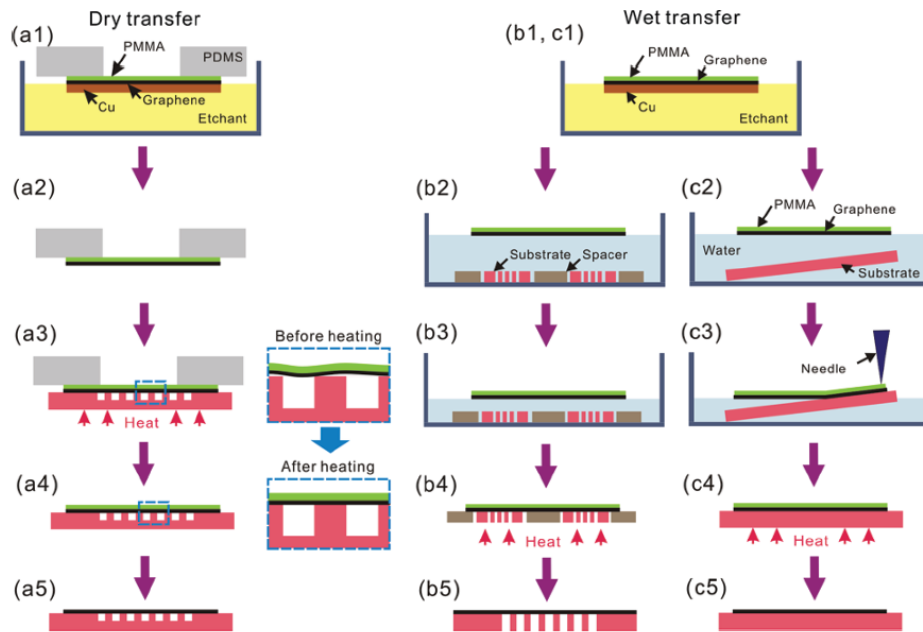 Dry transfer
Wet transfer
(a1)
PMMA
PDMS
Graphene
Cu
Etchant
(b1, c1)
PMMA
Graphene
Cu
Etchant
(a2)
(b2)
Substrate
Spacer
(c2)
PMMA
Graphene
Water
Substrate
(a3)
Heat
Before heating
After heating
(b3)
(c3)
Needle
(a4)
(b4)
Heat
(c4)
Heat
(a5)
(b5)
(c5)